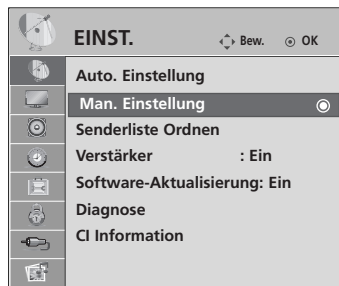 EINST. Bew. OK
Auto. Einstellung
Man. Einstellung
Senderliste Ordnen
Verstärker : Ein
Software-Aktualisierung: Ein
Diagnose
CI Information